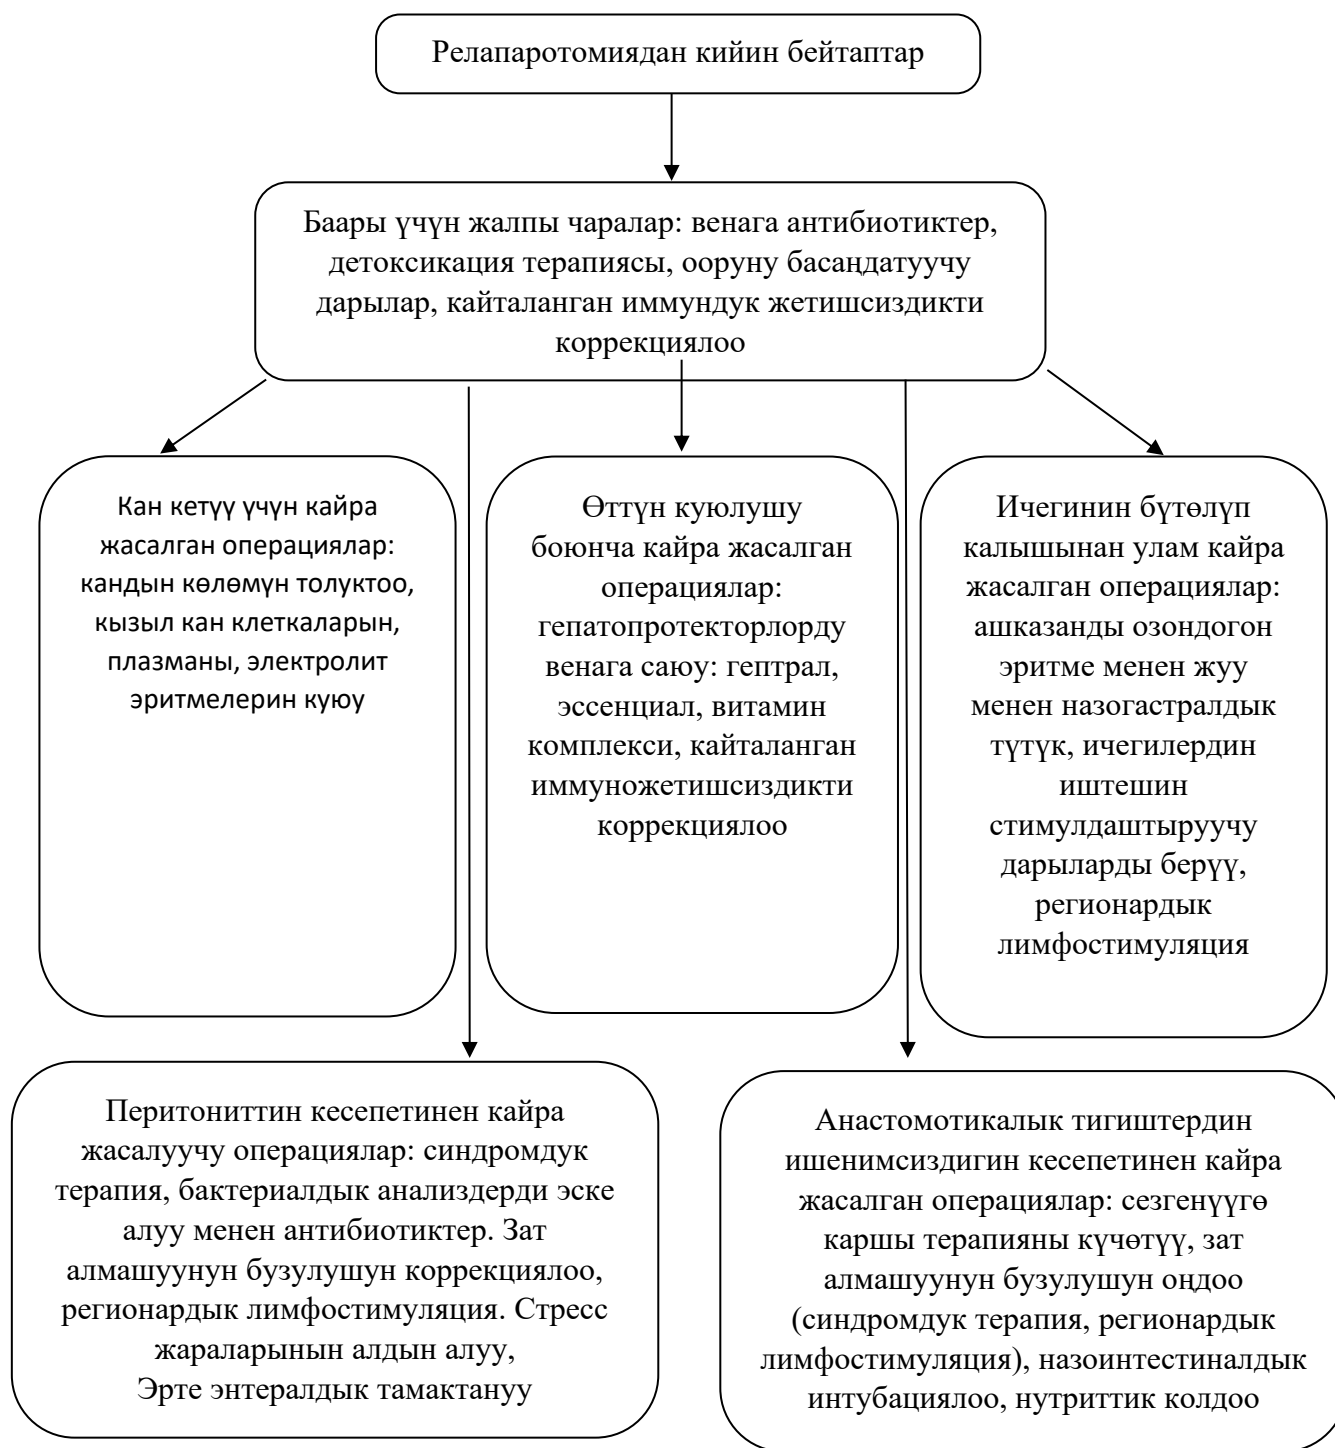 Релапаротомиядан кийин бейтаптар
Баары үчүн жалпы чаралар: венага антибиотиктер,
детоксикация терапиясы, ооруну басаңдатуучу
дарылар, кайталанган иммундук жетишсиздикти
коррекциялоо
Кан кетүү үчүн кайра
жасалган операциялар:
кандын көлөмүн толуктоо,
кызыл кан клеткаларын,
плазманы, электролит
эритмелерин куюу
Өттүн куюлушу
боюнча кайра жасалган
операциялар:
гепатопротекторлорду
венага саюу: гептрал,
эссенциал, витамин
комплекси, кайталанган
иммуножетишсиздикти
коррекциялоо
Ичегинин бүтөлүп
калышынан улам кайра
жасалган операциялар:
ашказанды озондогон
эритме менен жуу
менен назогастралдык
түтүк, ичегилердин
иштешин
стимулдаштыруучу
дарыларды берүү,
регионардык
лимфостимуляция
Перитониттин кесепетинен кайра
жасалуучу операциялар: синдромдук
терапия, бактериалдык анализдерди эске
алуу менен антибиотиктер. Зат
алмашуунун бузулушун коррекциялоо,
регионардык лимфостимуляция. Стресс
жараларынын алдын алуу,
Эрте энтералдык тамактануу
Анастомотикалык тигиштердин
ишенимсиздигин кесепетинен кайра
жасалган операциялар: сезгенүүгө
каршы терапияны күчөтүү, зат
алмашуунун бузулушун оңдоо
(синдромдук терапия, регионардык
лимфостимуляция), назоинтестиналдык
интубациялоо, нутриттик колдоо